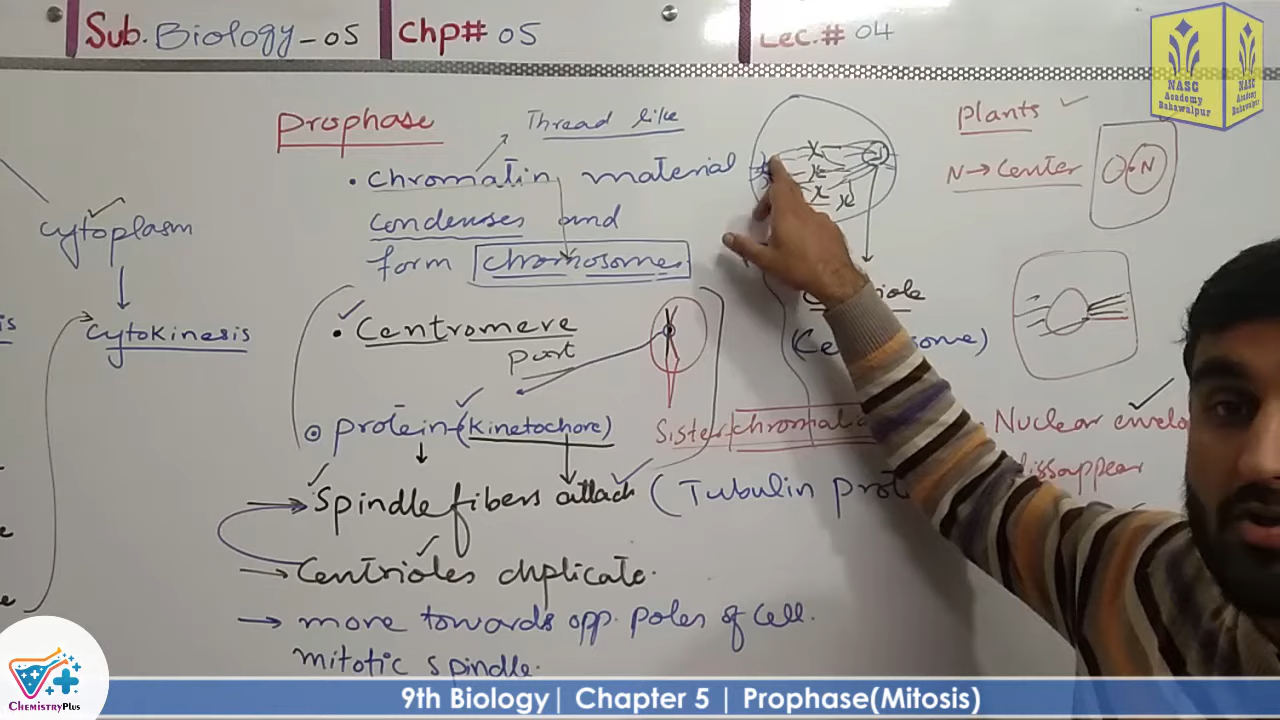 Sub. Biology-05
Chp# 05
Lec.# 04
NASC
Academy
Bahawalpur
Prophase
Thread like
• Chromatin material
condenses and
form chromosomes
Cytoplasm
Cytokinesis
• Centromere
part
protein-(kinetochore)
Spindle fibers attach (Tubulin prot
→ Centrioles duplicate.
→ move towards opp. poles of cell.
mitotic spindle.
Sister
Plants
N → Center
N
Nuclear envelo
dissappear
ChemistryPlus
9th Biology| Chapter 5 | Prophase(Mitosis)